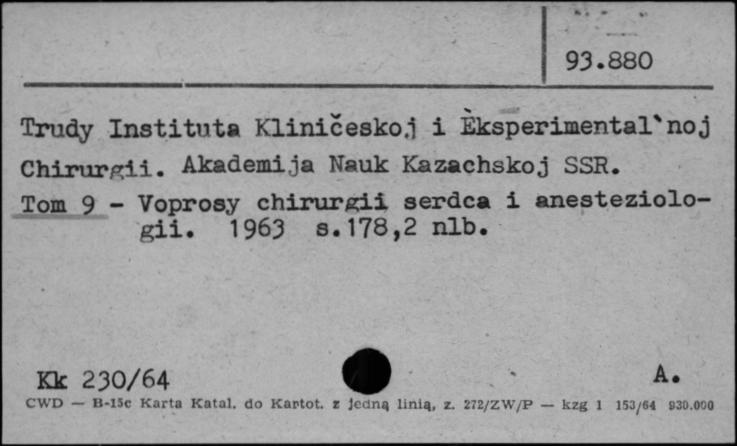 93.880
Trudy Instituta Kliničeskoj i Èksperimental'noj
Chirurgii. Akademija Nauk Kazachskoj SSR.
Tom 9 - Voprosy chirurgii serdca i anesteziolo-
gii. 1963 s.178,2 nlb.
Kk 230/64 A.
CWD — B-15c Karta Katal. do Kartot. z jedną linią, z. 272/ZW/P — kzg 1 153/64 930.000